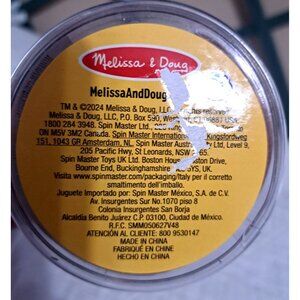 Melissa & Doug
MelissaAndDoug
TM & ©2024 Melissa & Doug, LLC. All rights reserved.
Melissa & Doug, LLC, P.O. Box 590, Westport, CT 06881 USA
1800 284 3948. Spin Master Ltd.,
ON M5V 3M2 Canada. Spin Master International Kingsfordweg
151, 1043 GR Amsterdam, NL. Spin Master Australia Pty Ltd, Level 9,
205 Pacific Hwy, St Leonards, NSW 2065.
Spin Master Toys UK Ltd. Boston House, Boston Drive,
Bourne End, Buckinghamshire SL8 5YS, UK
Visita www.spinmaster.com/packaging/Italy per il corretto
smaltimento dell'imballo.
Juguete Importado por: Spin Master México, S.A. de C.V.
Av. Insurgentes Sur No.1070 piso 8
Colonia Insurgentes San Borja
Alcaldía Benito Juárez C.P. 03100, Ciudad de México.
R.F.C. SMM050627V48
ATENCIÓN AL CLIENTE: 800 9530147
MADE IN CHINA
FABRIQUÉ EN CHINE
HECHO EN CHINA